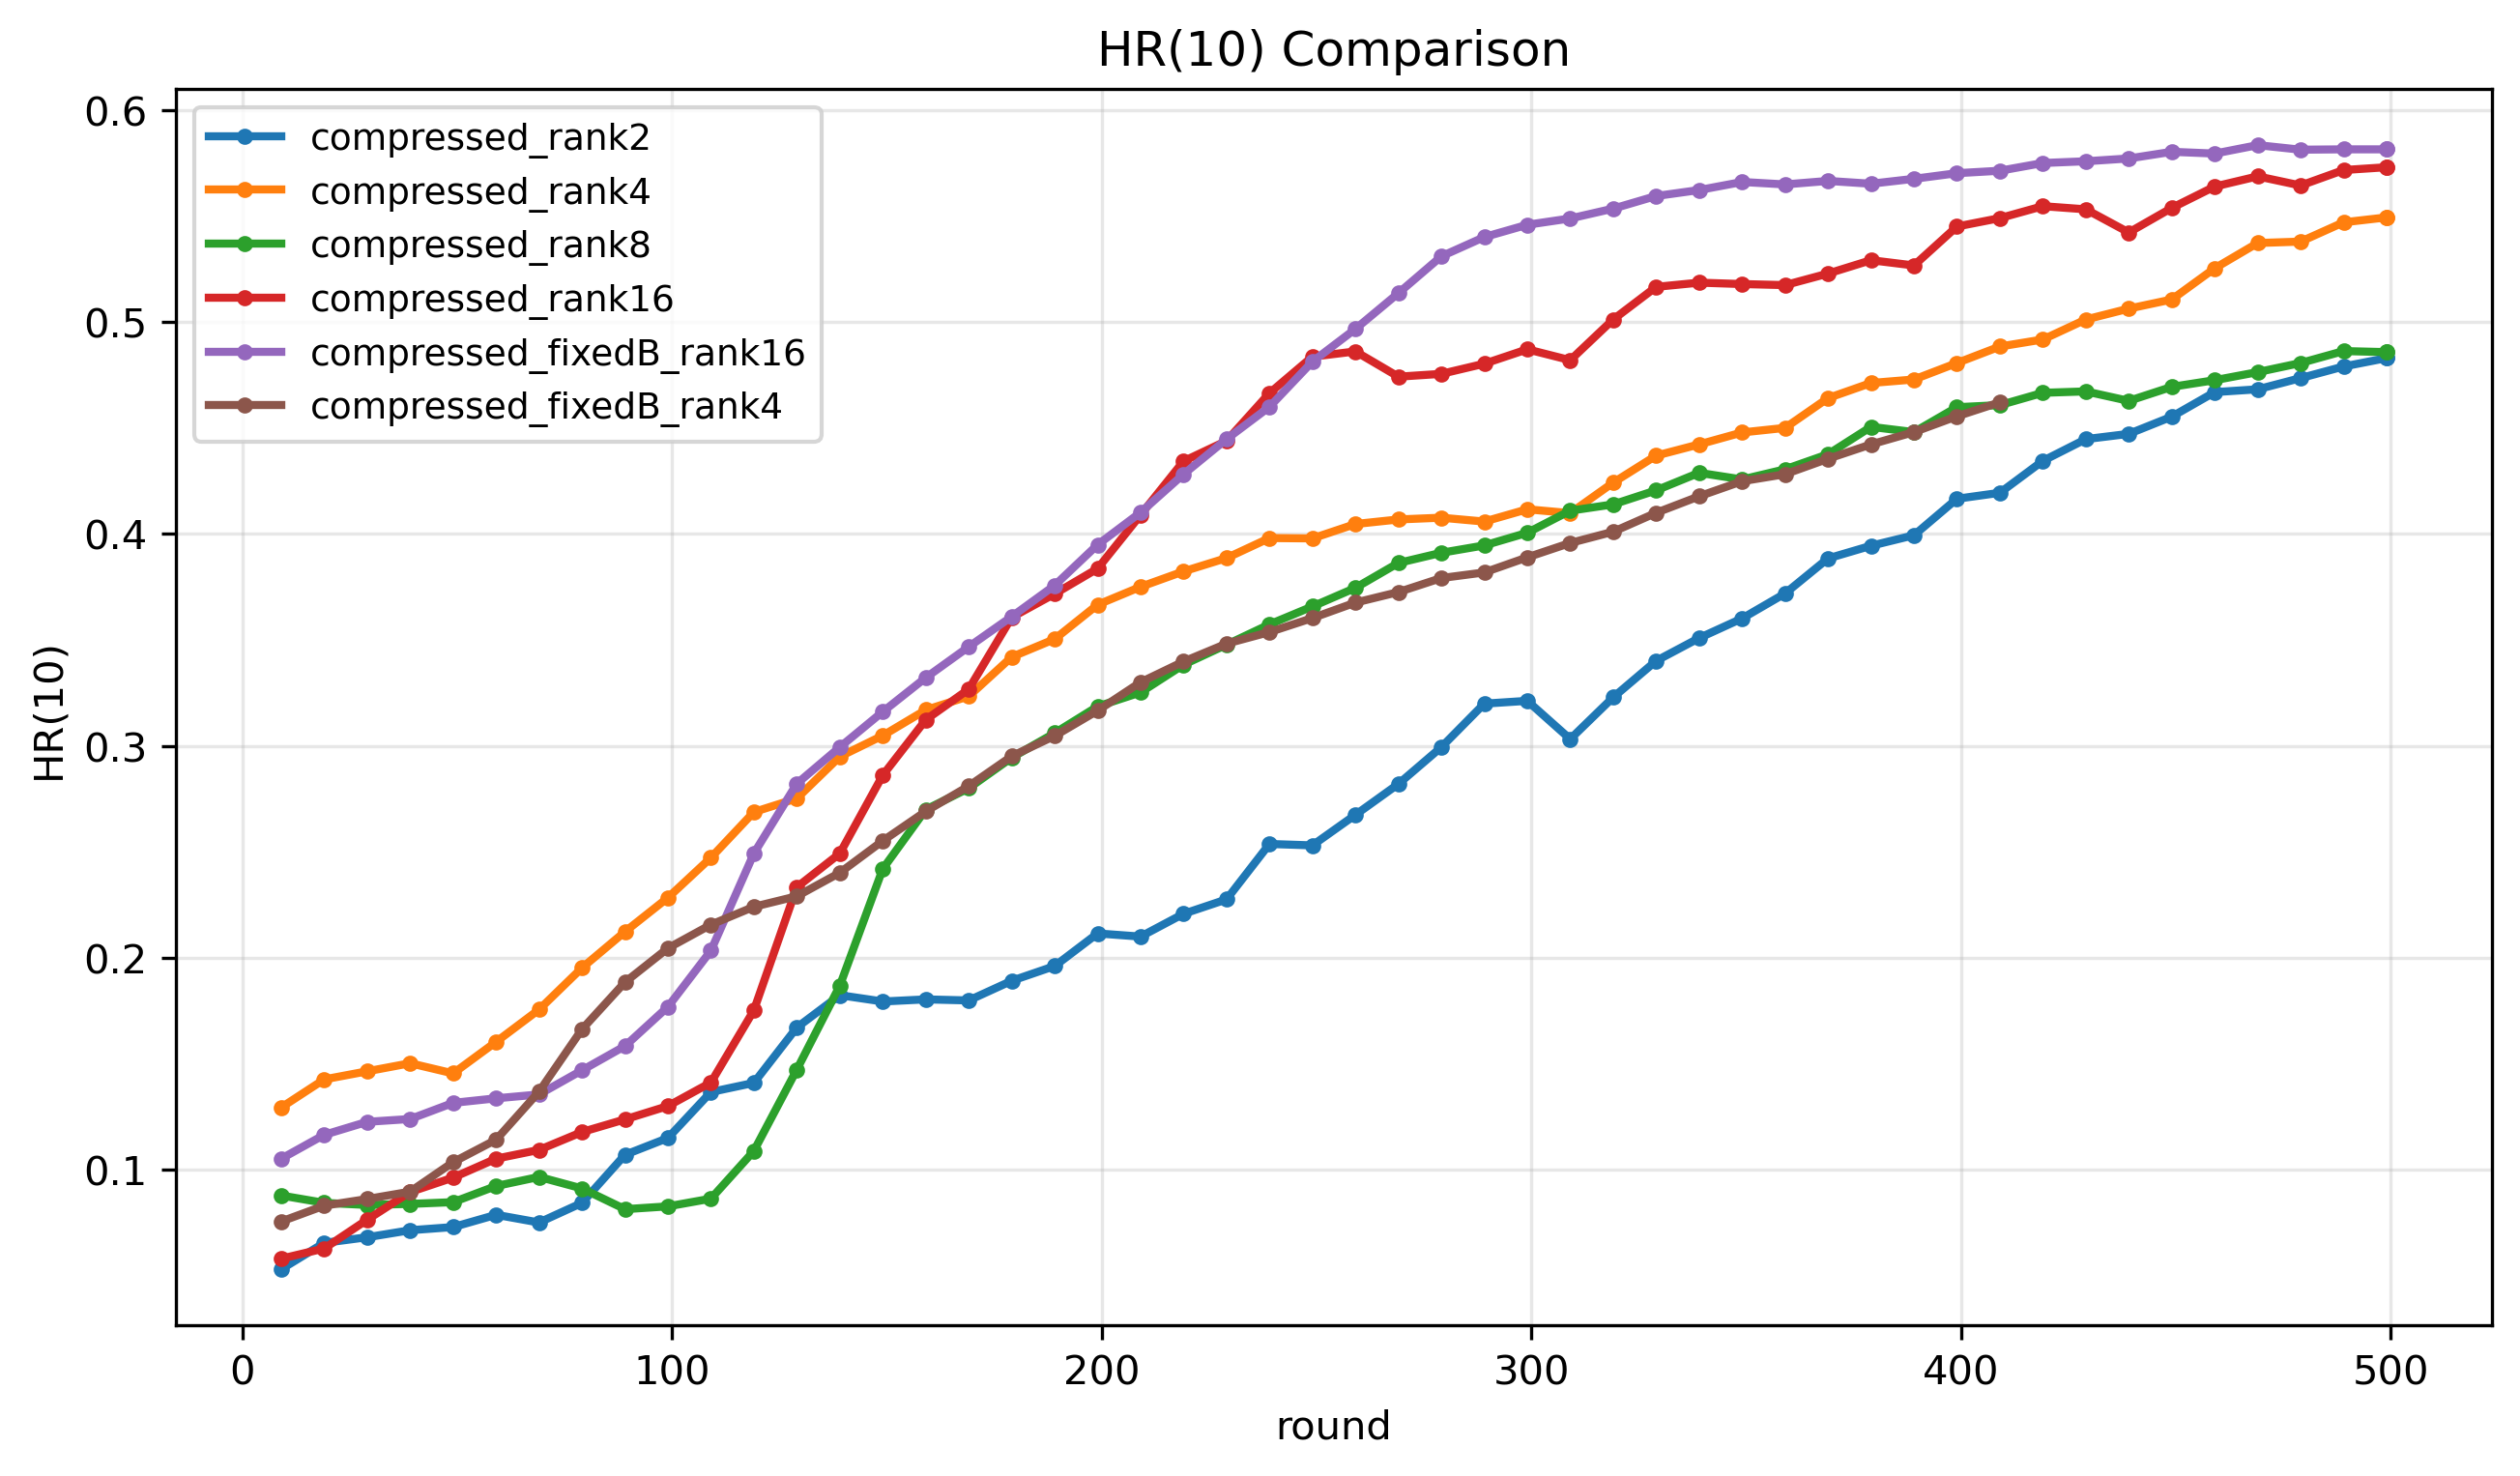 HR(10) Comparison
0.6
0.5
0.4
0.3
0.2
0.1
HR(10)
compressed_rank2
compressed_rank4
compressed_rank8
compressed_rank16
compressed_fixedB_rank16
compressed_fixedB_rank4
0 100 200 300 400 500
round